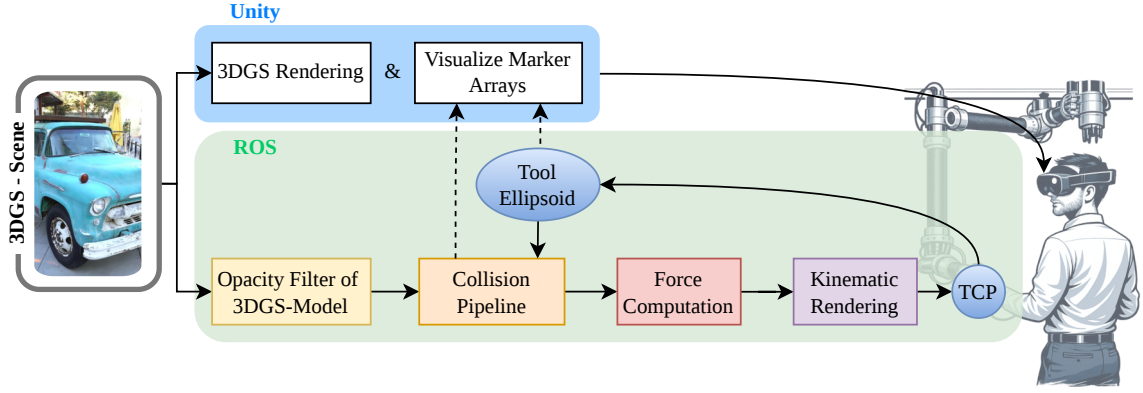 Unity
3DGS - Scene
3DGS Rendering
&
Visualize Marker
Arrays
ROS
Tool
Ellipsoid
Opacity Filter of
3DGS-Model
Collision
Pipeline
Force
Computation
Kinematic
Rendering
TCP